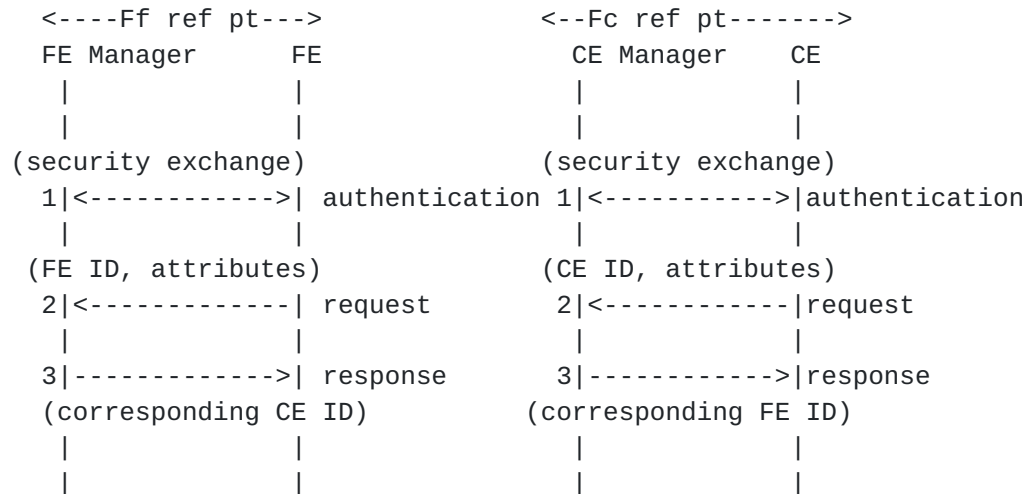 <----Ff ref pt---> <--Fc ref pt------->
FE Manager FE CE Manager CE
| | | |
| | | |
(security exchange) (security exchange)
1|<------------>| authentication 1|<----------->|authentication
| | | |
(FE ID, attributes) (CE ID, attributes)
2|<-------------| request 2|<------------|request
| | | |
3|------------->| response 3|------------>|response
(corresponding CE ID) (corresponding FE ID)
| | | |
| | | |